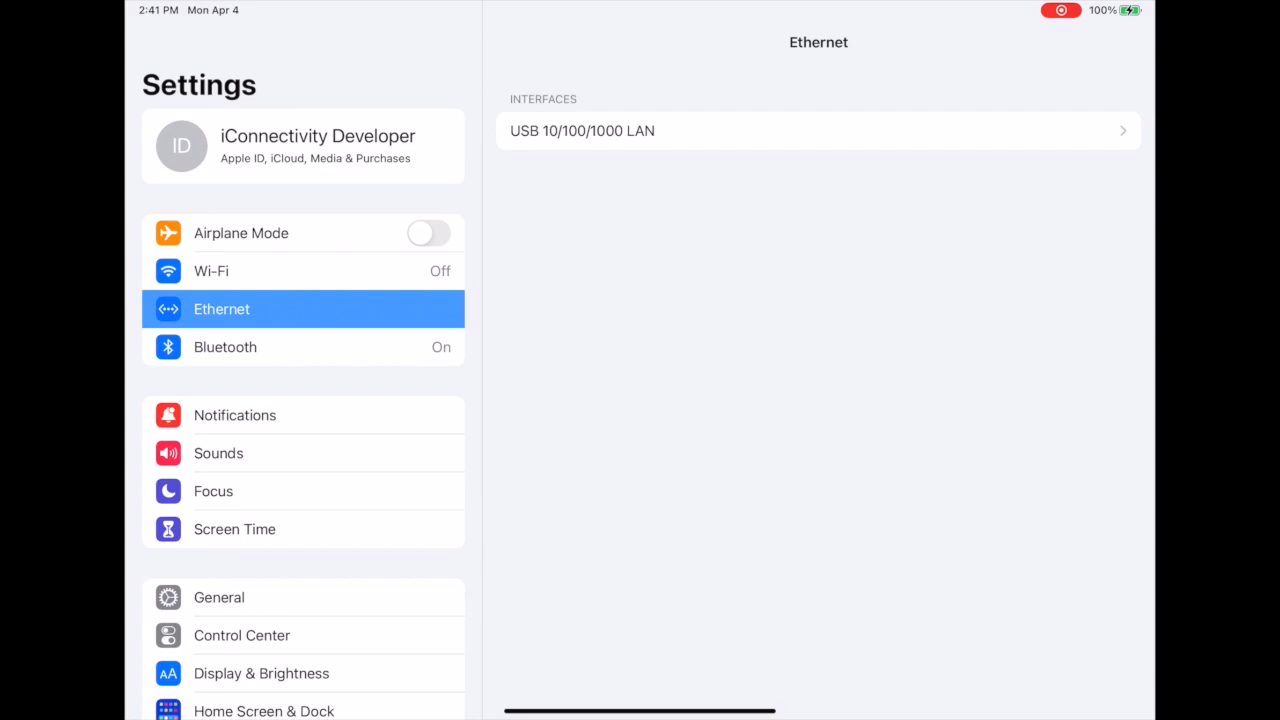 2:41 PM Mon Apr 4
100%
Settings
ID
iConnectivity Developer
Apple ID, iCloud, Media & Purchases
Airplane Mode
Wi-Fi Off
Ethernet
Bluetooth On
Notifications
Sounds
Focus
Screen Time
General
Control Center
AA
Display & Brightness
Home Screen & Dock
Ethernet
INTERFACES
USB 10/100/1000 LAN